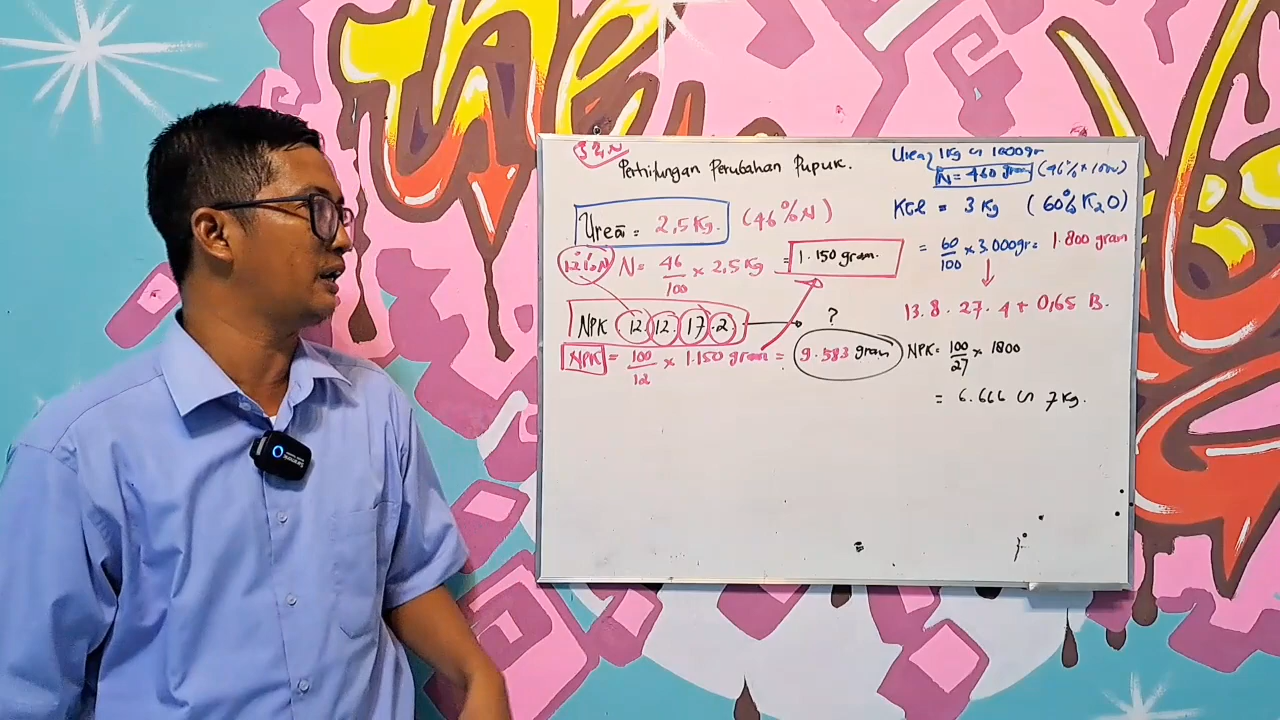 The
Perhitungan Perubahan Pupuk.
Urea = 2,5 Kg. (46% N)
12% N N = 46/100 × 2,5 Kg = 1.150 gram.
NPK 12.12.17.2 → ?
NPK = 100/12 × 1.150 gram = 9.583 gram
Urea, 1 Kg ∽ 1000 gr
N = 460 gram (46% × 1000)
KCl = 3 Kg (60% K2O)
= 60/100 × 3.000 gr = 1.800 gram
13.8.27.4 + 0,65 B.
NPK = 100/27 × 1800
= 6.666 ∽ 7 Kg.